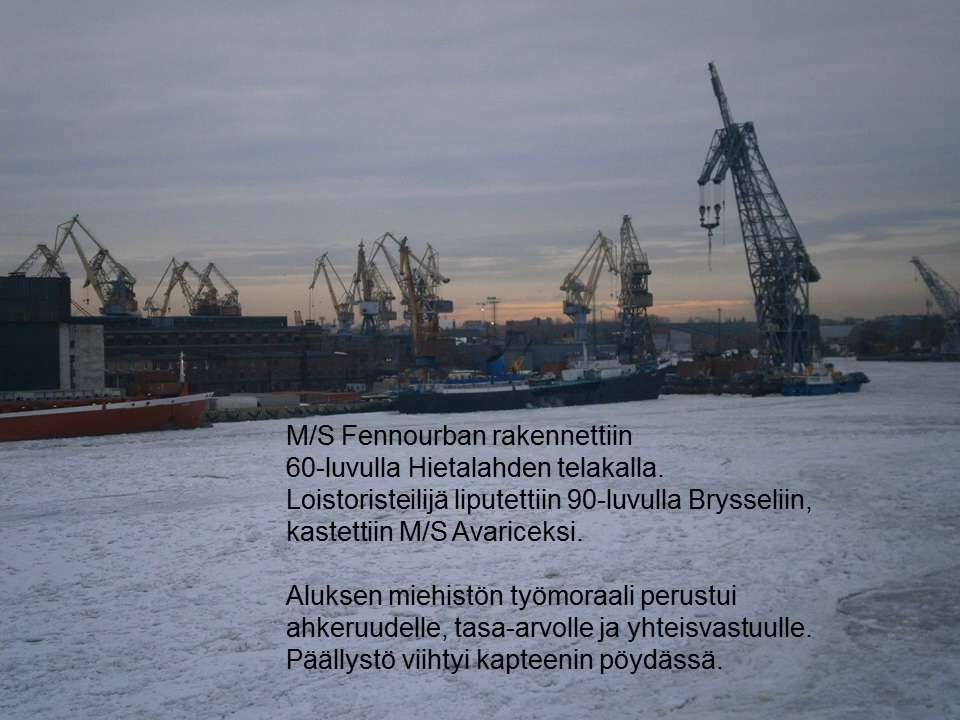 M/S Fennourban rakennettiin
60-luvulla Hietalahden telakalla.
Loistoristeilijä liputettiin 90-luvulla Brysseliin,
kastettiin M/S Avariceksi.
Aluksen miehistön työmoraali perustui
ahkeruudelle, tasa-arvolle ja yhteisvastuulle.
Päällystö viihtyi kapteenin pöydässä.